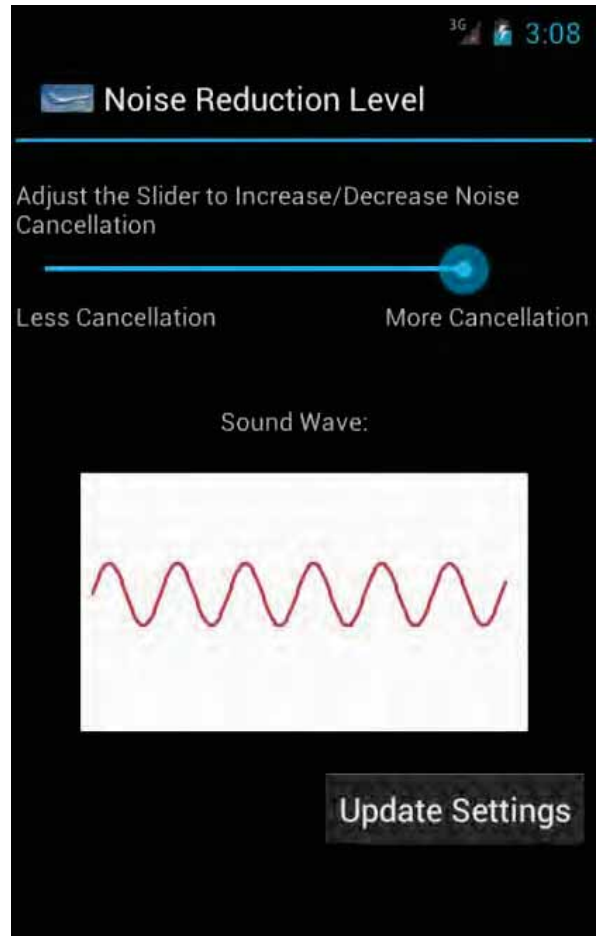 3G 3:08
Noise Reduction Level
Adjust the Slider to Increase/Decrease Noise
Cancellation
Less Cancellation More Cancellation
Sound Wave:
Update Settings